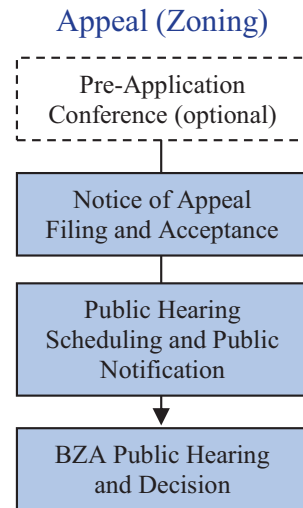 Appeal (Zoning)
Pre-Application
Conference (optional)
Notice of Appeal
Filing and Acceptance
Public Hearing
Scheduling and Public
Notification
BZA Public Hearing
and Decision